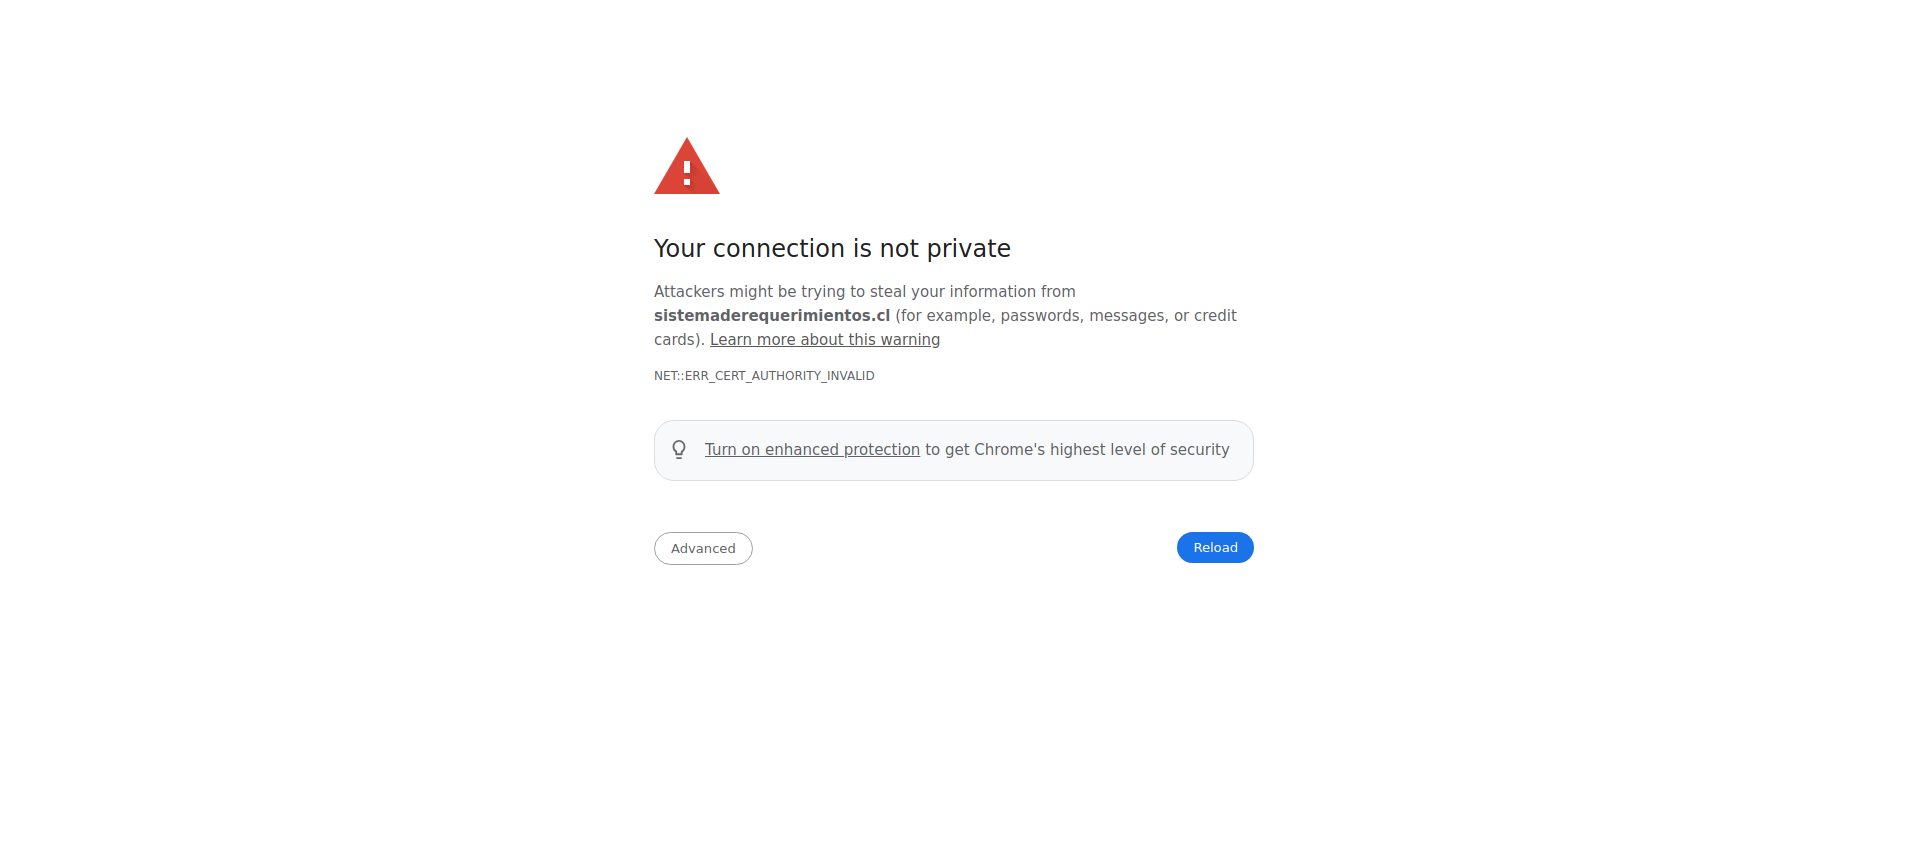 Your connection is not private
Attackers might be trying to steal your information from
sistemaderequerimientos.cl (for example, passwords, messages, or credit
cards). Learn more about this warning
NET::ERR_CERT_AUTHORITY_INVALID
Turn on enhanced protection to get Chrome's highest level of security
Advanced
Reload